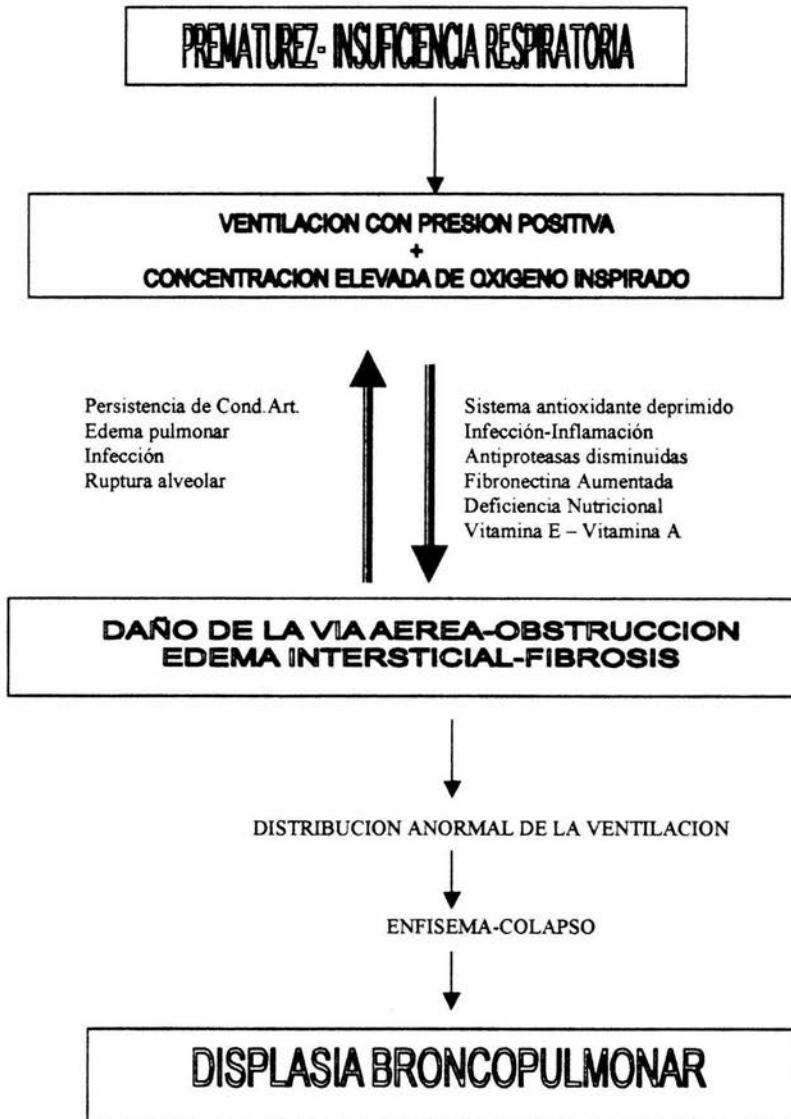 PREMATUREZ- INSUFICIENCIA RESPIRATORIA
VENTILACION CON PRESION POSITIVA
+
CONCENTRACION ELEVADA DE OXIGENO INSPIRADO
Persistencia de Cond.Art.
Edema pulmonar
Infección
Ruptura alveolar
Sistema antioxidante deprimido
Infección-Inflamación
Antiproteasas disminuidas
Fibronectina Aumentada
Deficiencia Nutricional
Vitamina E – Vitamina A
DAÑO DE LA VIA AEREA-OBSTRUCCION
EDEMA INTERSTICIAL-FIBROSIS
DISTRIBUCION ANORMAL DE LA VENTILACION
ENFISEMA-COLAPSO
DISPLASIA BRONCOPULMONAR